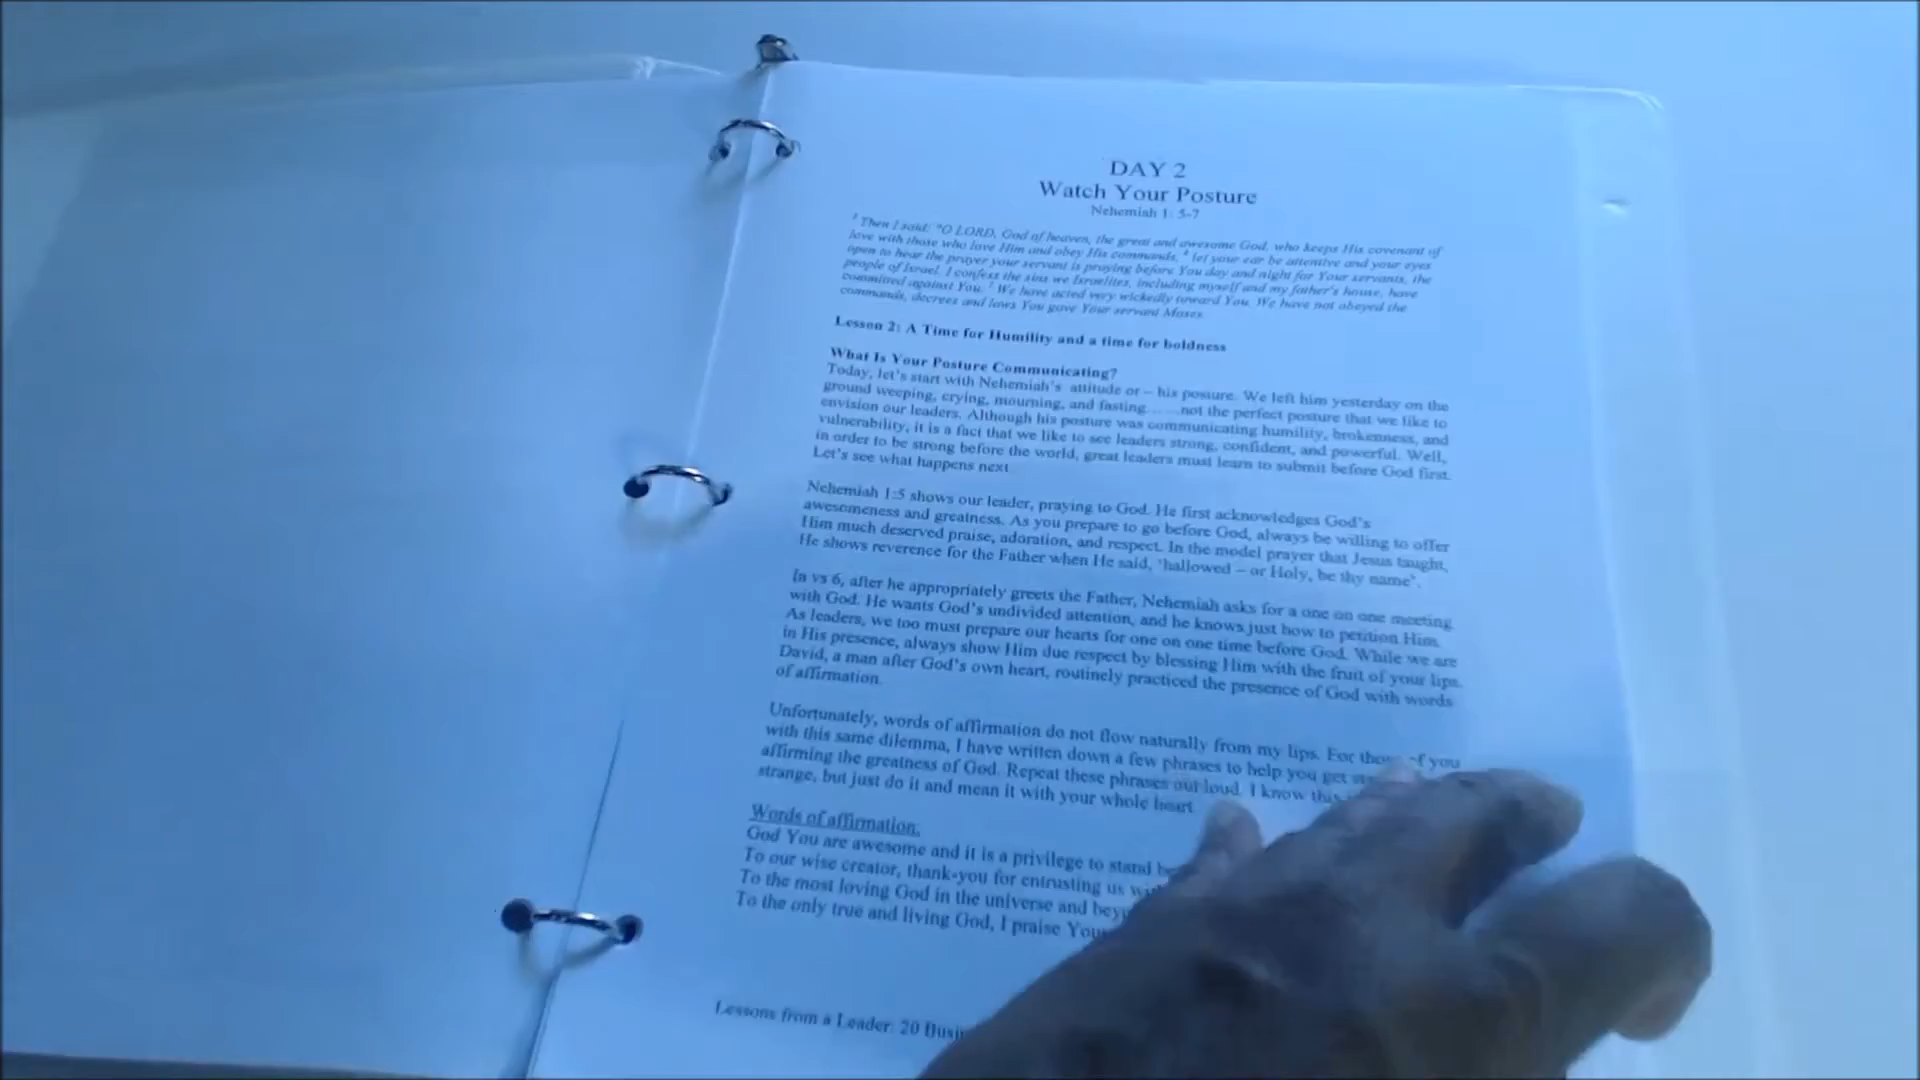 DAY 2
Watch Your Posture
Nehemiah 1: 5-7
5 Then I said: "O LORD, God of heaven, the great and awesome God, who keeps His covenant of
love with those who love Him and obey His commands, 6 let your ear be attentive and your eyes
open to hear the prayer your servant is praying before You day and night for Your servants, the
people of Israel. I confess the sins we Israelites, including myself and my father's house, have
committed against You. 7 We have acted very wickedly toward You. We have not obeyed the
commands, decrees and laws You gave Your servant Moses.
Lesson 2: A Time for Humility and a time for boldness
What Is Your Posture Communicating?
Today, let's start with Nehemiah's attitude or – his posture. We left him yesterday on the
ground weeping, crying, mourning, and fasting……not the perfect posture that we like to
envision our leaders. Although his posture was communicating humility, brokenness, and
vulnerability, it is a fact that we like to see leaders strong, confident, and powerful. Well,
in order to be strong before the world, great leaders must learn to submit before God first.
Let's see what happens next
Nehemiah 1:5 shows our leader, praying to God. He first acknowledges God's
awesomeness and greatness. As you prepare to go before God, always be willing to offer
Him much deserved praise, adoration, and respect. In the model prayer that Jesus taught,
He shows reverence for the Father when He said, 'hallowed – or Holy, be thy name'.
In vs 6, after he appropriately greets the Father, Nehemiah asks for a one on one meeting
with God. He wants God's undivided attention, and he knows just how to petition Him.
As leaders, we too must prepare our hearts for one on one time before God. While we are
in His presence, always show Him due respect by blessing Him with the fruit of your lips.
David, a man after God's own heart, routinely practiced the presence of God with words
of affirmation.
Unfortunately, words of affirmation do not flow naturally from my lips. For those of you
with this same dilemma, I have written down a few phrases to help you get
affirming the greatness of God. Repeat these phrases out loud. I know this
strange, but just do it and mean it with your whole heart.
Words of affirmation:
God You are awesome and it is a privilege to stand
To our wise creator, thank-you for entrusting us
To the most loving God in the universe and
To the only true and living God, I praise
Lessons from a Leader: 20